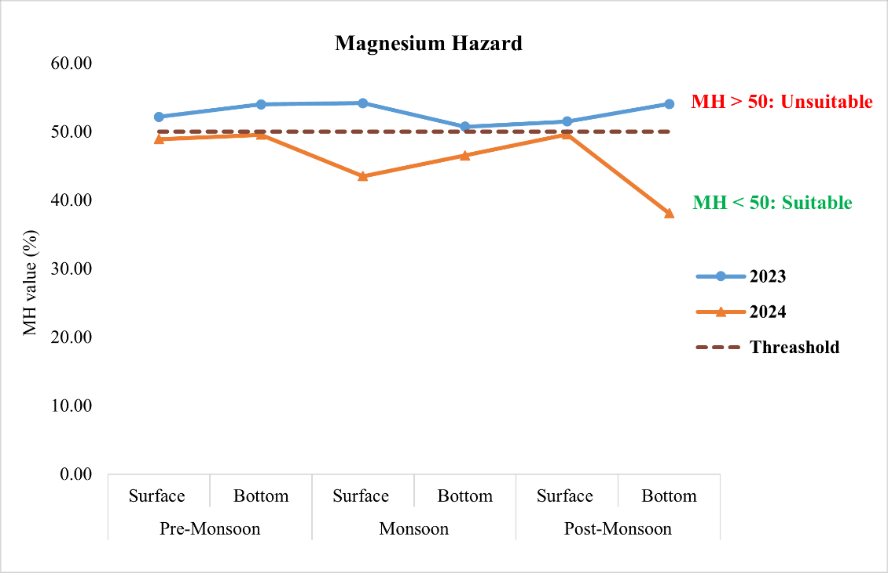 Magnesium Hazard
60.00
50.00
40.00
30.00
20.00
10.00
0.00
MH value (%)
MH > 50: Unsuitable
MH < 50: Suitable
2023
2024
Threashold
Surface Bottom Surface Bottom Surface Bottom
Pre-Monsoon Monsoon Post-Monsoon